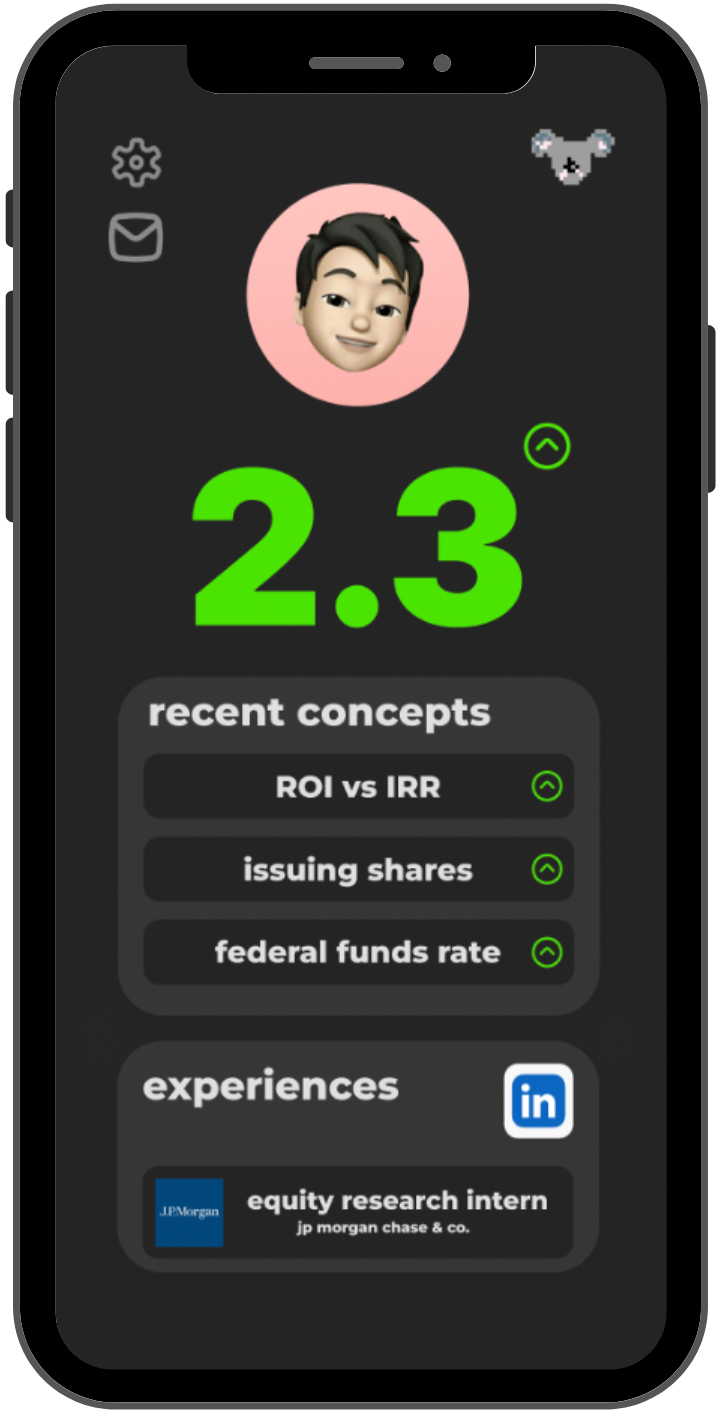 2.3
recent concepts
ROI vs IRR
issuing shares
federal funds rate
experiences
in
J.P.Morgan
equity research intern
jp morgan chase & co.